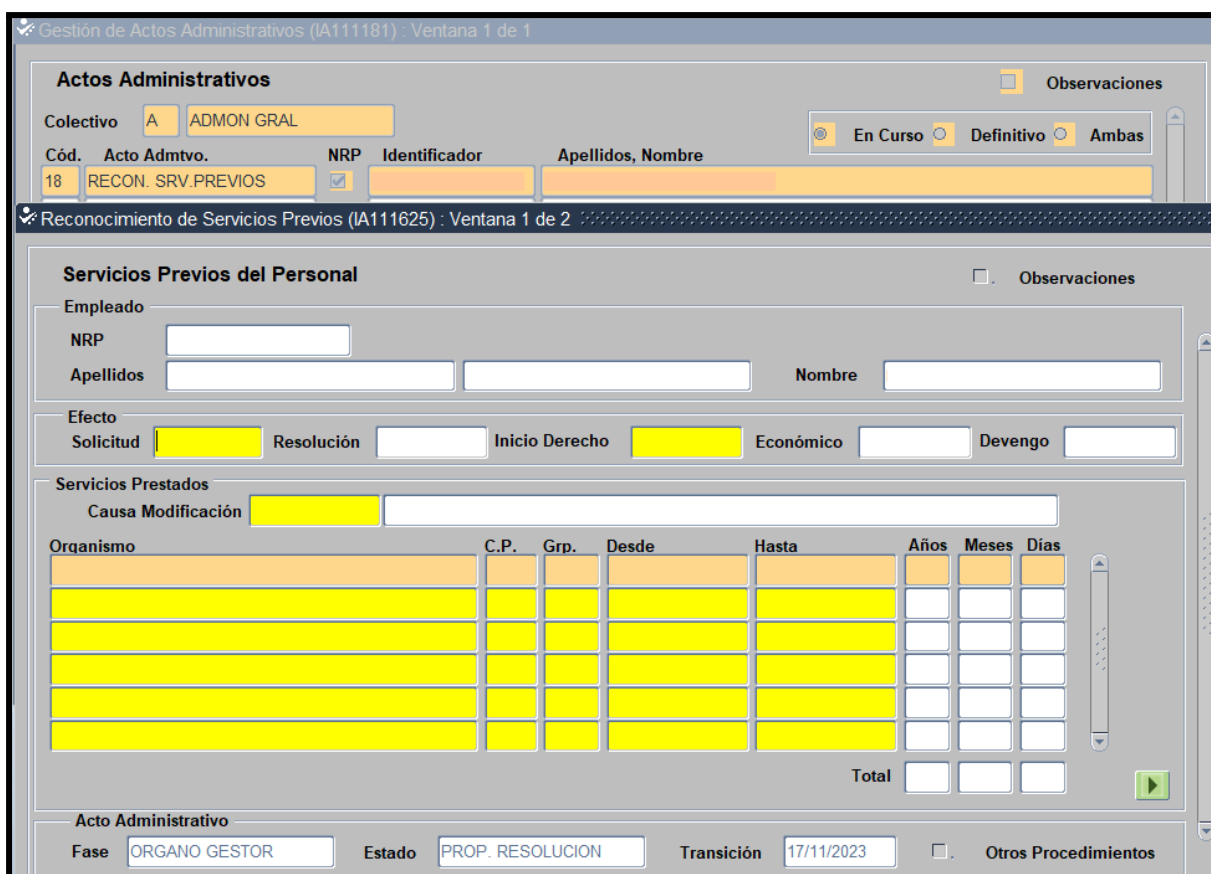 Gestión de Actos Administrativos (IA111181) : Ventana 1 de 1
Actos Administrativos
Observaciones
Colectivo A ADMON GRAL
En Curso Definitivo Ambas
Cód. Acto Admtvo. NRP Identificador Apellidos, Nombre
18 RECON. SRV.PREVIOS
Reconocimiento de Servicios Previos (IA111625) : Ventana 1 de 2
Servicios Previos del Personal
. Observaciones
Empleado
NRP
Apellidos Nombre
Efecto
Solicitud Resolución Inicio Derecho Económico Devengo
Servicios Prestados
Causa Modificación
Organismo C.P. Grp. Desde Hasta Años Meses Días
Total
Acto Administrativo
Fase ORGANO GESTOR Estado PROP. RESOLUCION Transición 17/11/2023 . Otros Procedimientos